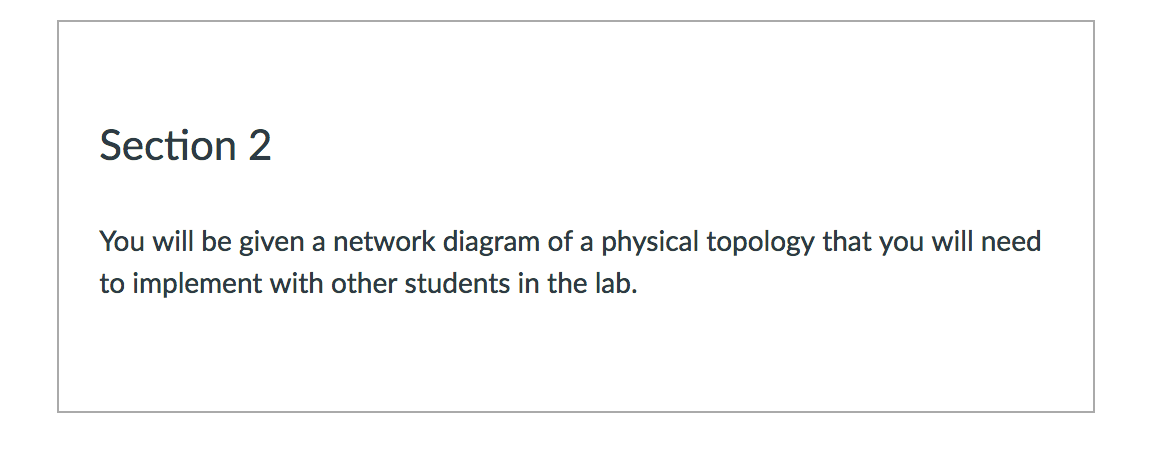 Section 2
You will be given a network diagram of a physical topology that you will need
to implement with other students in the lab.